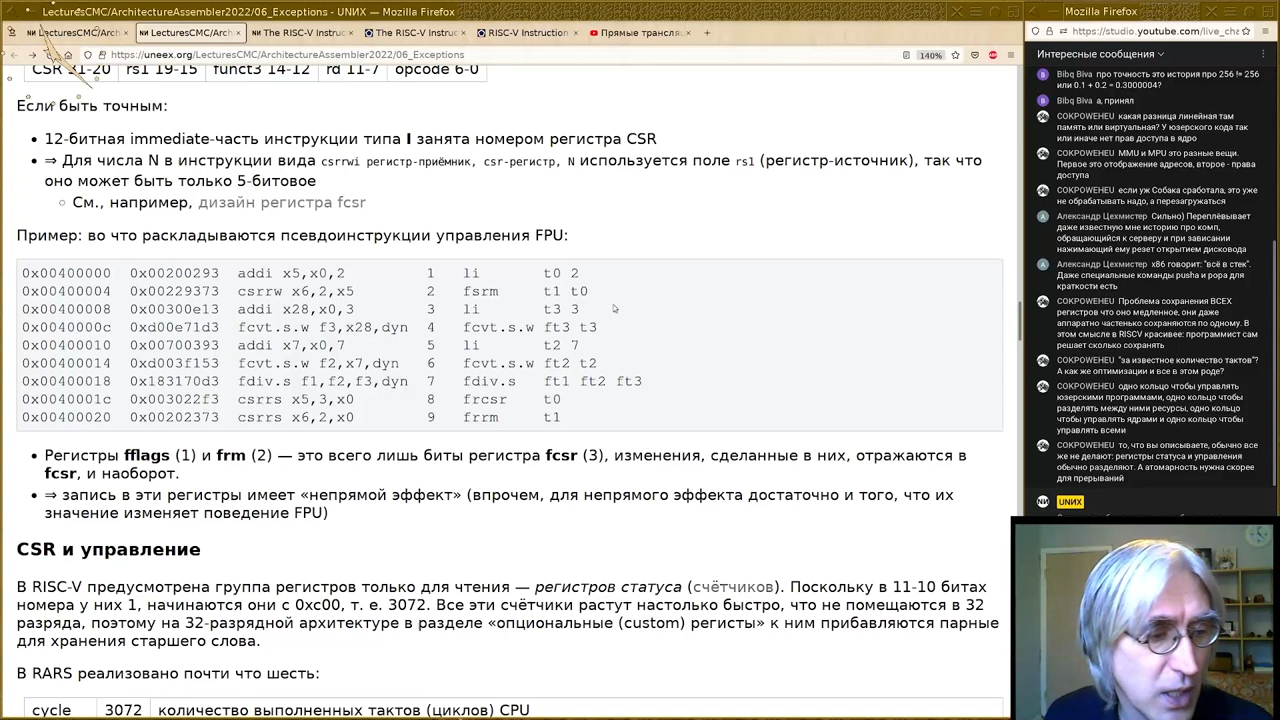 LecturesCMC/ArchitectureAssembler2022/06_Exceptions - UNИX — Mozilla Firefox
LecturesCMC/Arc
LecturesCMC/Architect
The RISC-V Instruc
The RISC-V Instruc
RISC-V Instruction
Прямые трансляц
https://uneex.org/LecturesCMC/ArchitectureAssembler2022/06_Exceptions
140%
CSR 31-20 rs1 19-15 funct3 14-12 rd 11-7 opcode 6-0
Если быть точным:
12-битная immediate-часть инструкции типа I занята номером регистра CSR
⇒ Для числа N в инструкции вида csrrwi регистр-приёмник, csr-регистр, N используется поле rs1 (регистр-источник), так что
оно может быть только 5-битовое
См., например, дизайн регистра fcsr
Пример: во что раскладываются псевдоинструкции управления FPU:
0x00400000 0x00200293 addi x5,x0,2 1 li t0 2
0x00400004 0x00229373 csrrw x6,2,x5 2 fsrm t1 t0
0x00400008 0x00300e13 addi x28,x0,3 3 li t3 3
0x0040000c 0xd00e71d3 fcvt.s.w f3,x28,dyn 4 fcvt.s.w ft3 t3
0x00400010 0x00700393 addi x7,x0,7 5 li t2 7
0x00400014 0xd003f153 fcvt.s.w f2,x7,dyn 6 fcvt.s.w ft2 t2
0x00400018 0x183170d3 fdiv.s f1,f2,f3,dyn 7 fdiv.s ft1 ft2 ft3
0x0040001c 0x003022f3 csrrs x5,3,x0 8 frcsr t0
0x00400020 0x00202373 csrrs x6,2,x0 9 frrm t1
Регистры fflags (1) и frm (2) — это всего лишь биты регистра fcsr (3), изменения, сделанные в них, отражаются в
fcsr, и наоборот.
⇒ запись в эти регистры имеет «непрямой эффект» (впрочем, для непрямого эффекта достаточно и того, что их
значение изменяет поведение FPU)
CSR и управление
В RISC-V предусмотрена группа регистров только для чтения — регистров статуса (счётчиков). Поскольку в 11-10 битах
номера у них 1, начинаются они с 0xc00, т. е. 3072. Все эти счётчики растут настолько быстро, что не помещаются в 32
разряда, поэтому на 32-разрядной архитектуре в разделе «опциональные (custom) регисты» к ним прибавляются парные
для хранения старшего слова.
В RARS реализовано почти что шесть:
cycle 3072 количество выполненных тактов (циклов) CPU
Mozilla Firefox
https://studio.youtube.com/live_cha
Интересные сообщения
Bibq Biva про точность это история про 256 != 256
или 0.1 + 0.2 = 0.3000004?
Bibq Biva а, принял
COKPOWEHEU какая разница линейная там
память или виртуальная? У юзерского кода так
или иначе нет прав доступа в ядро
COKPOWEHEU MMU и MPU это разные вещи.
Первое это отображение адресов, второе - права
доступа
COKPOWEHEU если уж Собака сработала, это уже
не обрабатывать надо, а перезагружаться
Александр Цехмистер Сильно) Переплёвывает
даже известную мне историю про комп,
обращающийся к серверу и при зависании
нажимающий ему резет открытием дисковода
Александр Цехмистер x86 говорит: "всё в стек".
Даже специальные команды pusha и popa для
краткости есть
COKPOWEHEU Проблема сохранения ВСЕХ
регистров что оно медленное, они даже
аппаратно частенько сохраняются по одному. В
этом смысле в RISCV красивее: программист сам
решает сколько сохранять
COKPOWEHEU "за известное количество тактов"?
А как же оптимизации и все в этом роде?
COKPOWEHEU одно кольцо чтобы управлять
юзерскими программами, одно кольцо чтобы
разделять между ними ресурсы, одно кольцо
чтобы управлять ядрами и одно кольцо чтобы
управлять всеми
COKPOWEHEU то, что вы описываете, обычно все
же не делают: регистры статуса и управления
обычно разделяют. А атомарность нужна скорее
для прерываний
NИ UNИX